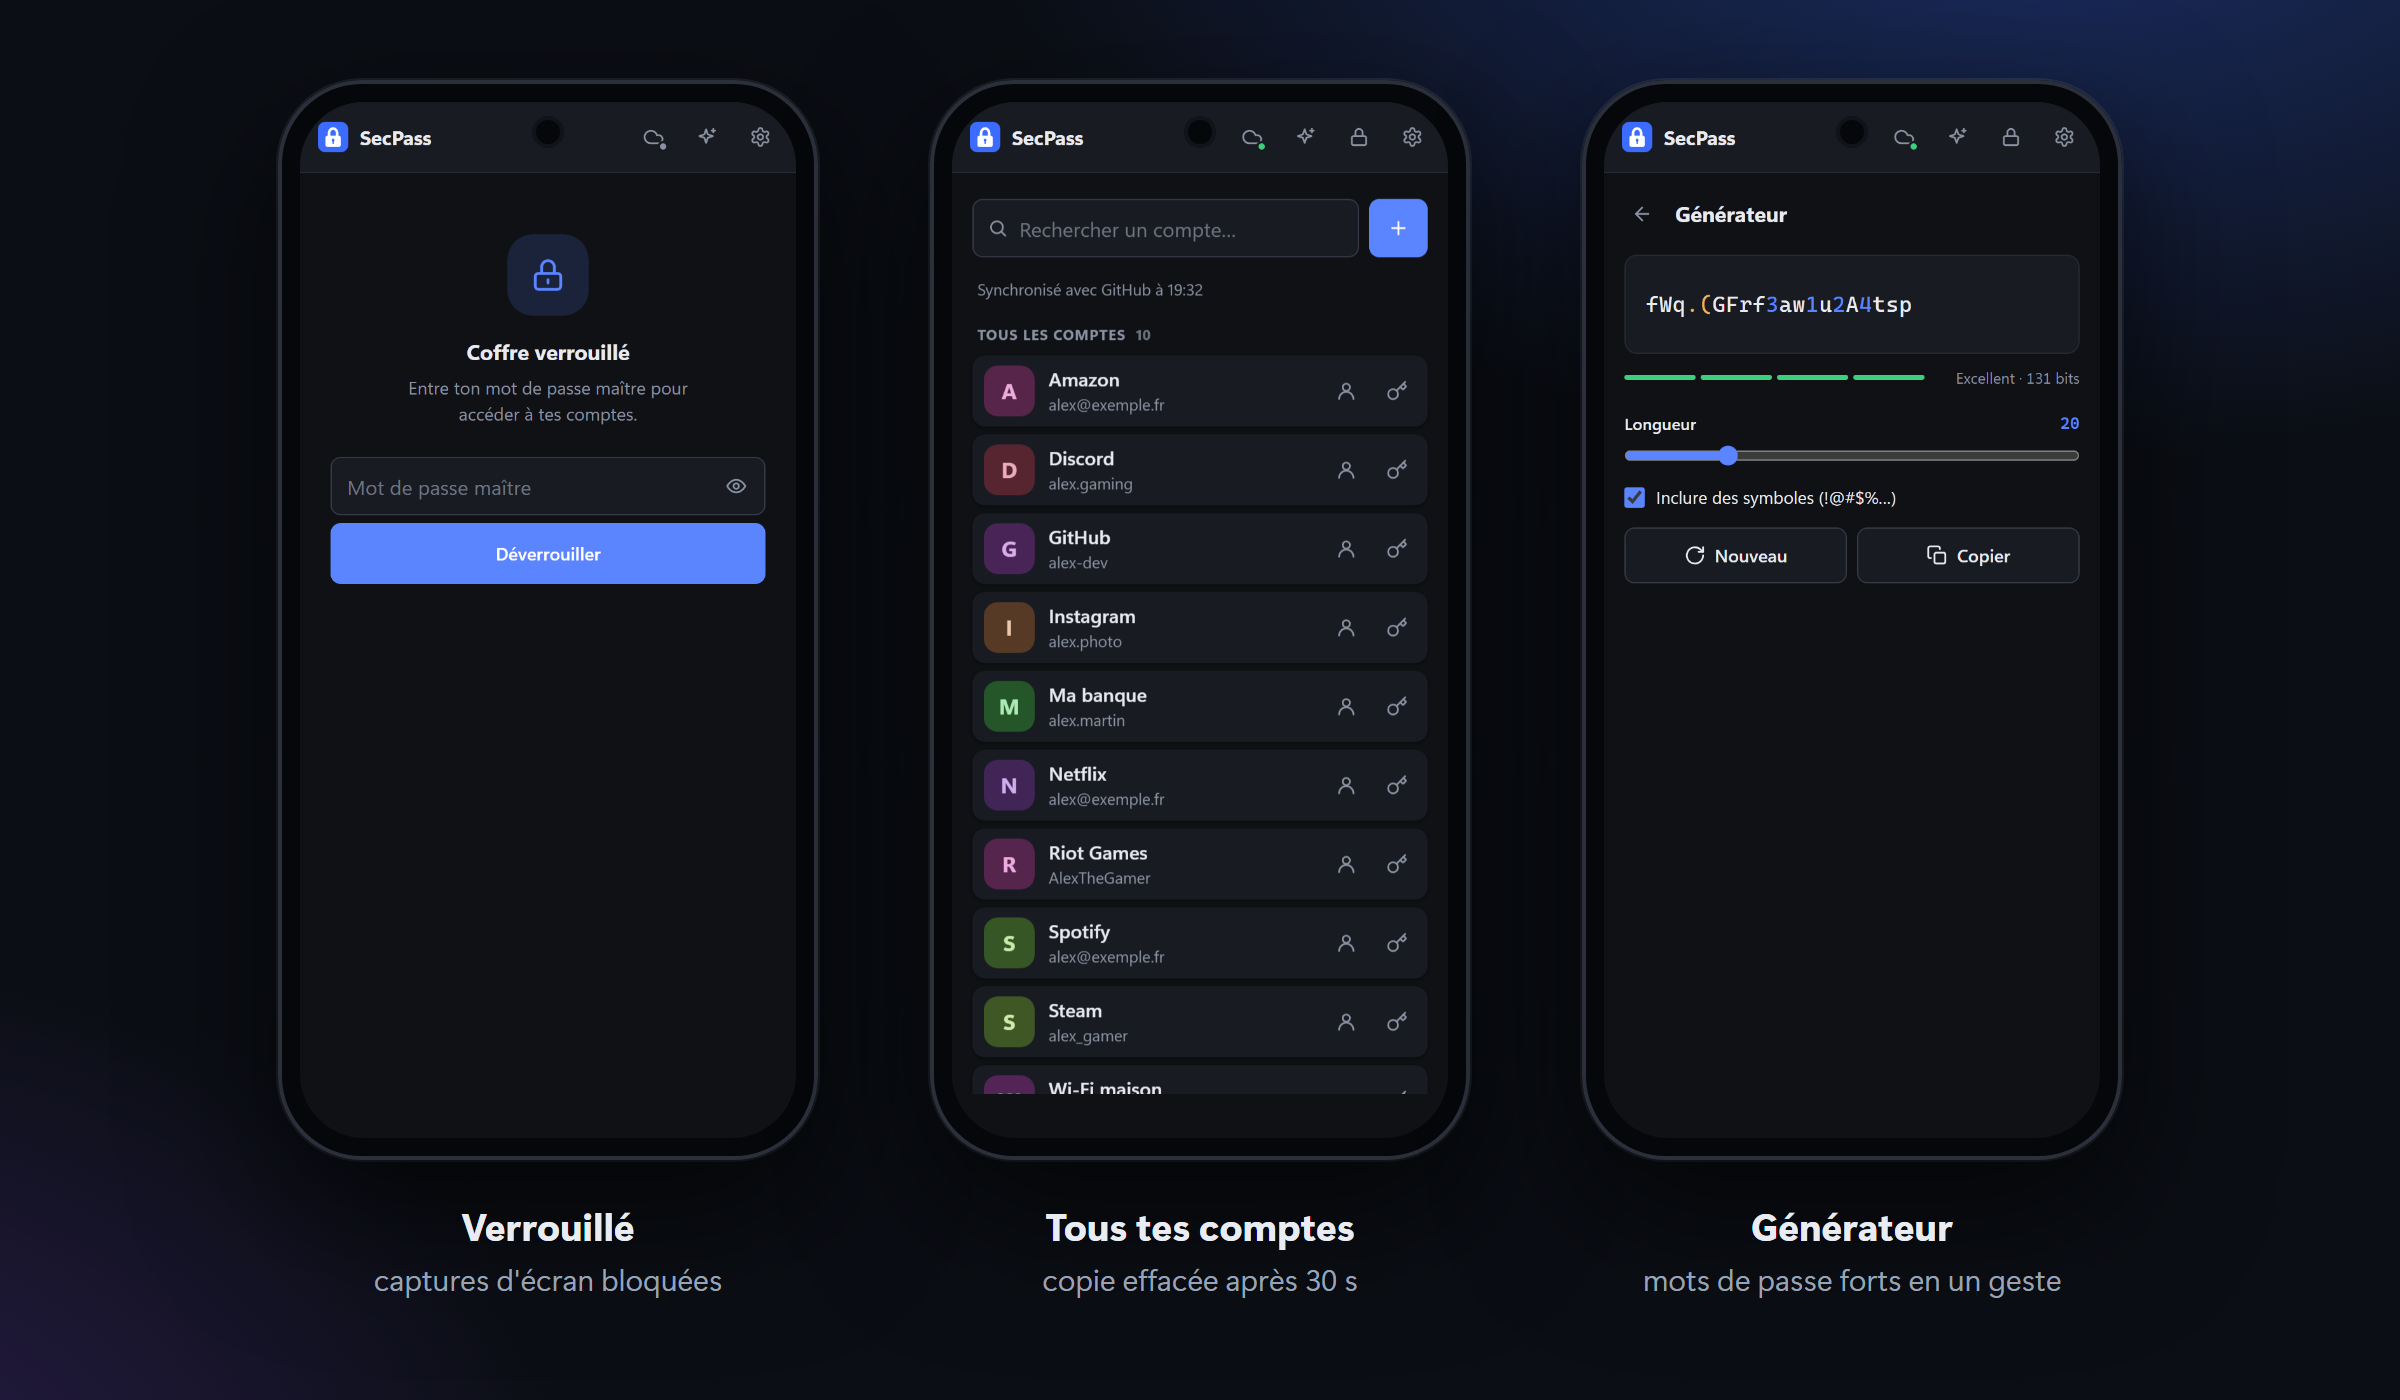 SecPass
Coffre verrouillé
Entre ton mot de passe maître pour
accéder à tes comptes.
Mot de passe maître
Déverrouiller
Verrouillé
captures d'écran bloquées
SecPass
Rechercher un compte...
Synchronisé avec GitHub à 19:32
TOUS LES COMPTES 10
A
Amazon
alex@exemple.fr
D
Discord
alex.gaming
G
GitHub
alex-dev
I
Instagram
alex.photo
M
Ma banque
alex.martin
N
Netflix
alex@exemple.fr
R
Riot Games
AlexTheGamer
S
Spotify
alex@exemple.fr
S
Steam
alex_gamer
Wi-Fi maison
Tous tes comptes
copie effacée après 30 s
SecPass
Générateur
fWq.(GFrf3aw1u2A4tsp
Excellent · 131 bits
Longueur 20
Inclure des symboles (!@#$%...)
Nouveau
Copier
Générateur
mots de passe forts en un geste